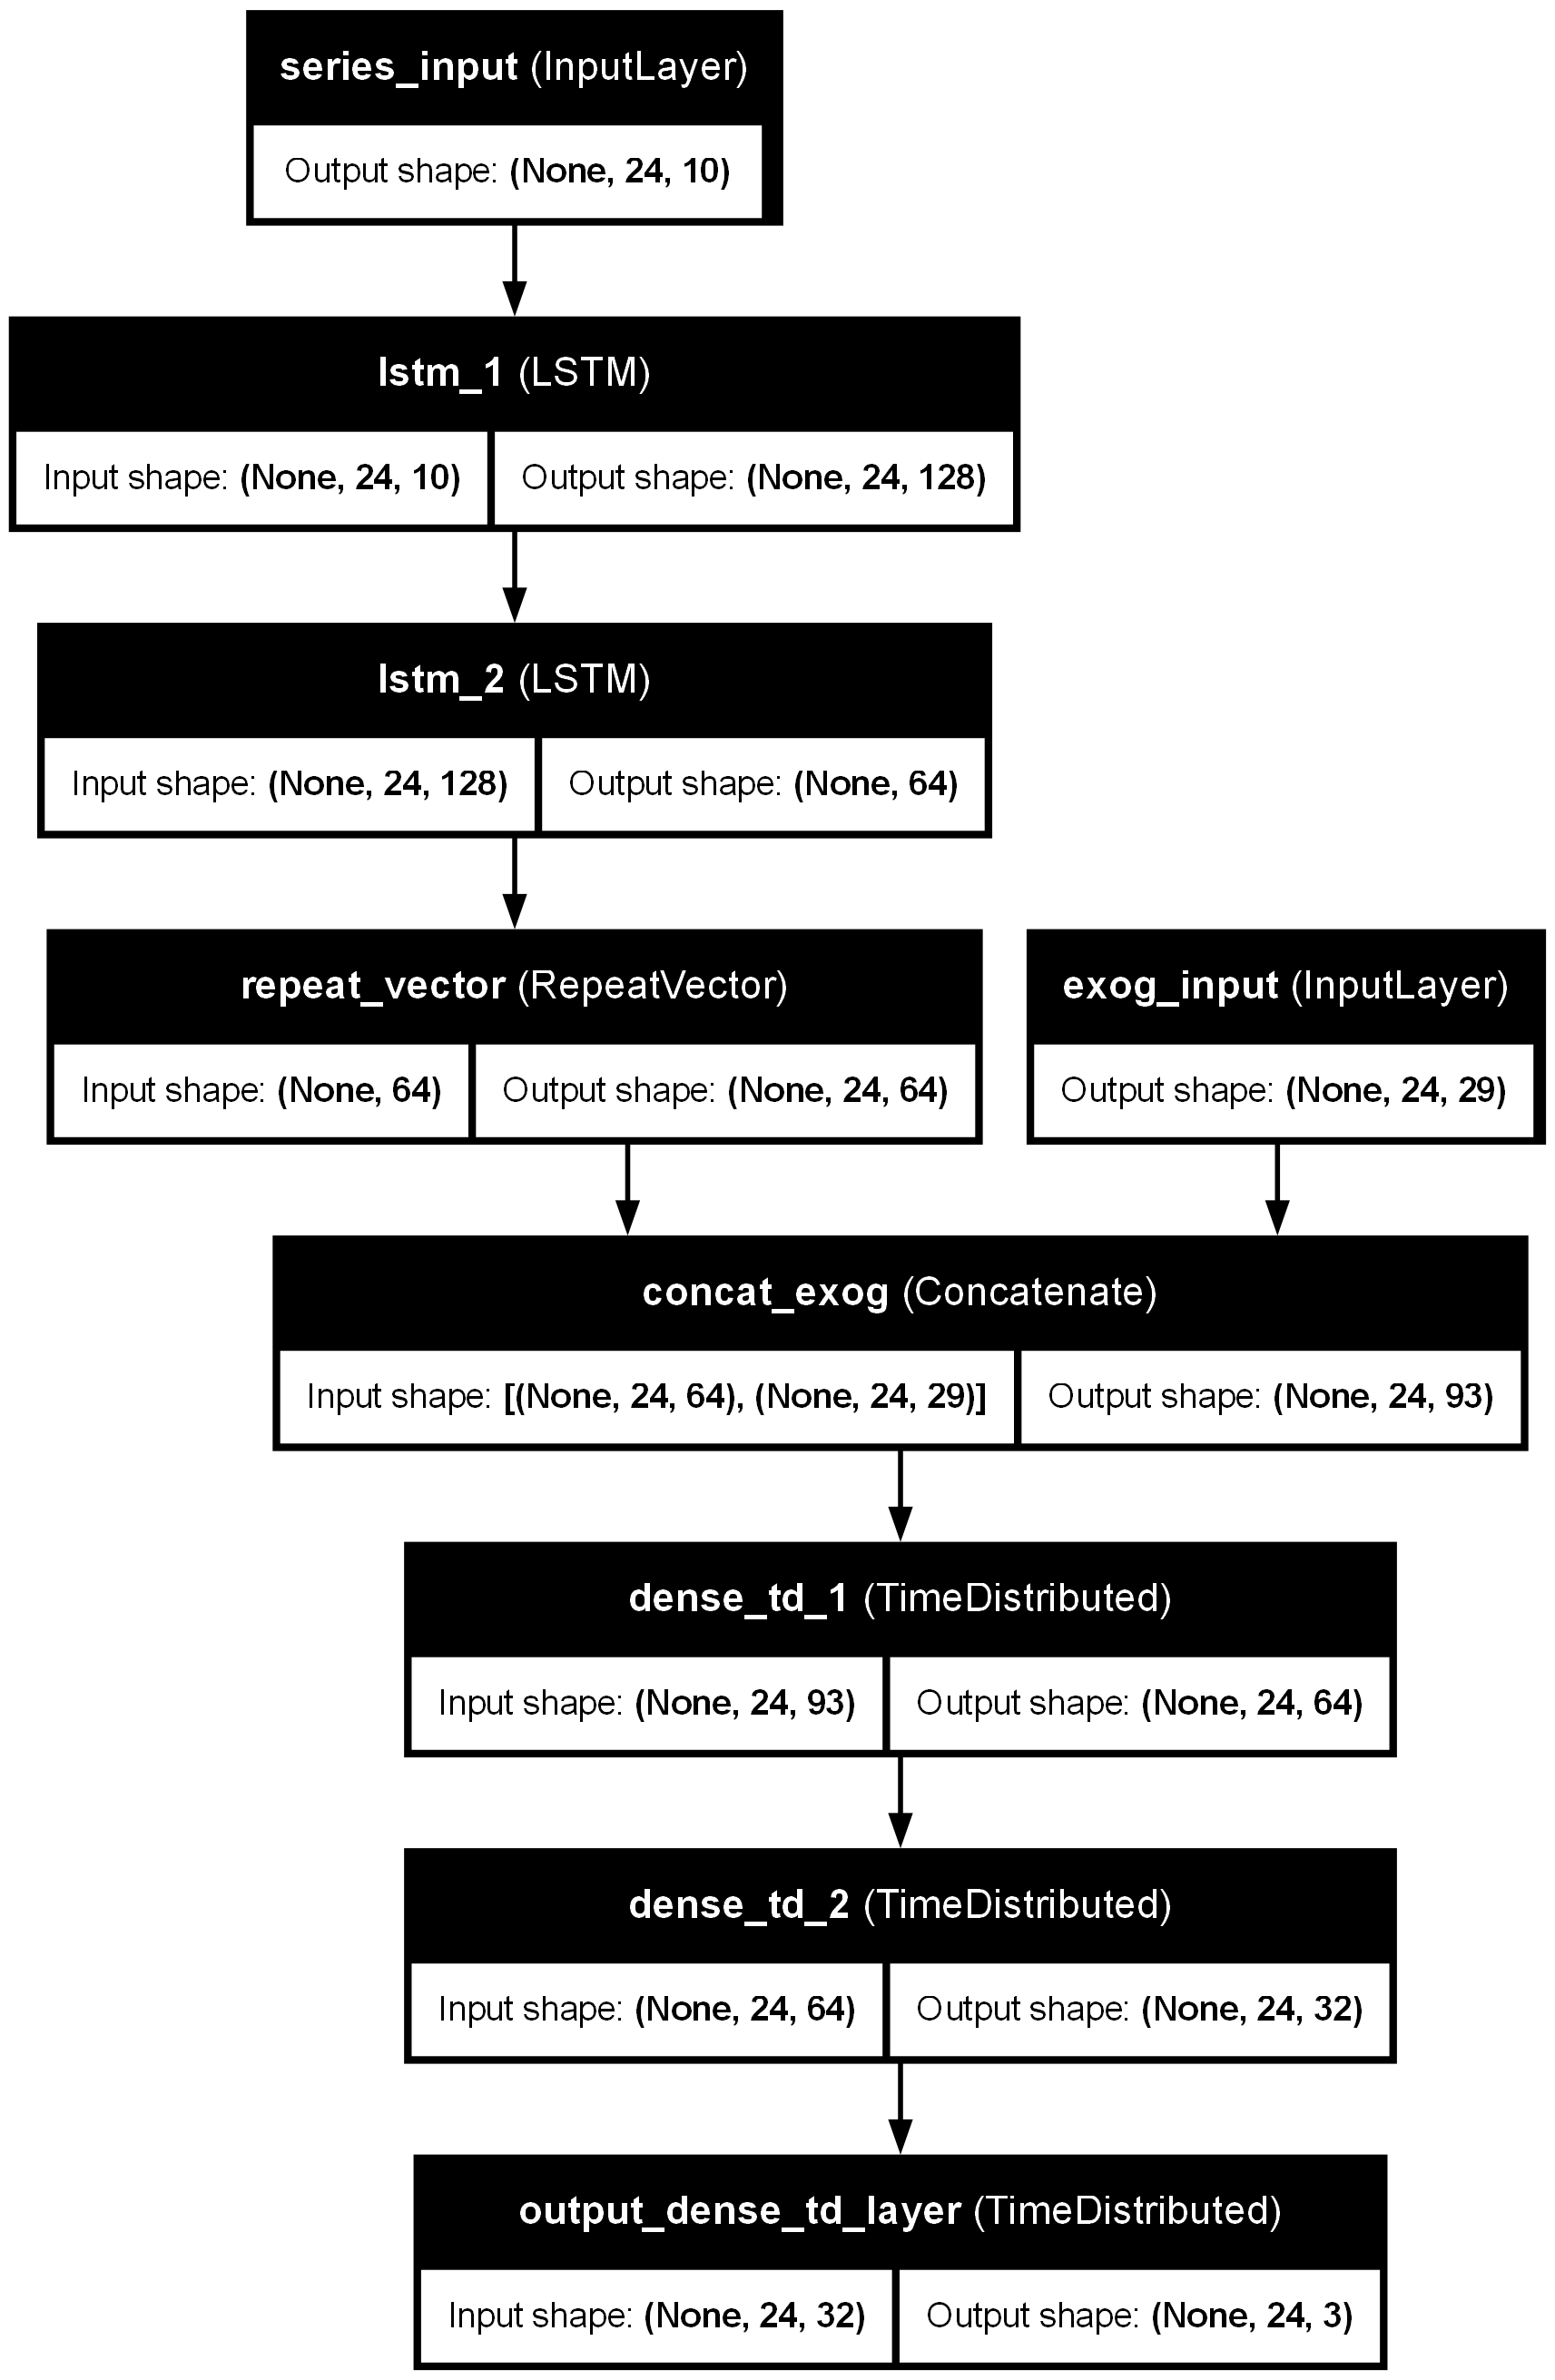 series_input (InputLayer)
Output shape: (None, 24, 10)
lstm_1 (LSTM)
Input shape: (None, 24, 10) Output shape: (None, 24, 128)
lstm_2 (LSTM)
Input shape: (None, 24, 128) Output shape: (None, 64)
repeat_vector (RepeatVector)
Input shape: (None, 64) Output shape: (None, 24, 64)
exog_input (InputLayer)
Output shape: (None, 24, 29)
concat_exog (Concatenate)
Input shape: [(None, 24, 64), (None, 24, 29)] Output shape: (None, 24, 93)
dense_td_1 (TimeDistributed)
Input shape: (None, 24, 93) Output shape: (None, 24, 64)
dense_td_2 (TimeDistributed)
Input shape: (None, 24, 64) Output shape: (None, 24, 32)
output_dense_td_layer (TimeDistributed)
Input shape: (None, 24, 32) Output shape: (None, 24, 3)